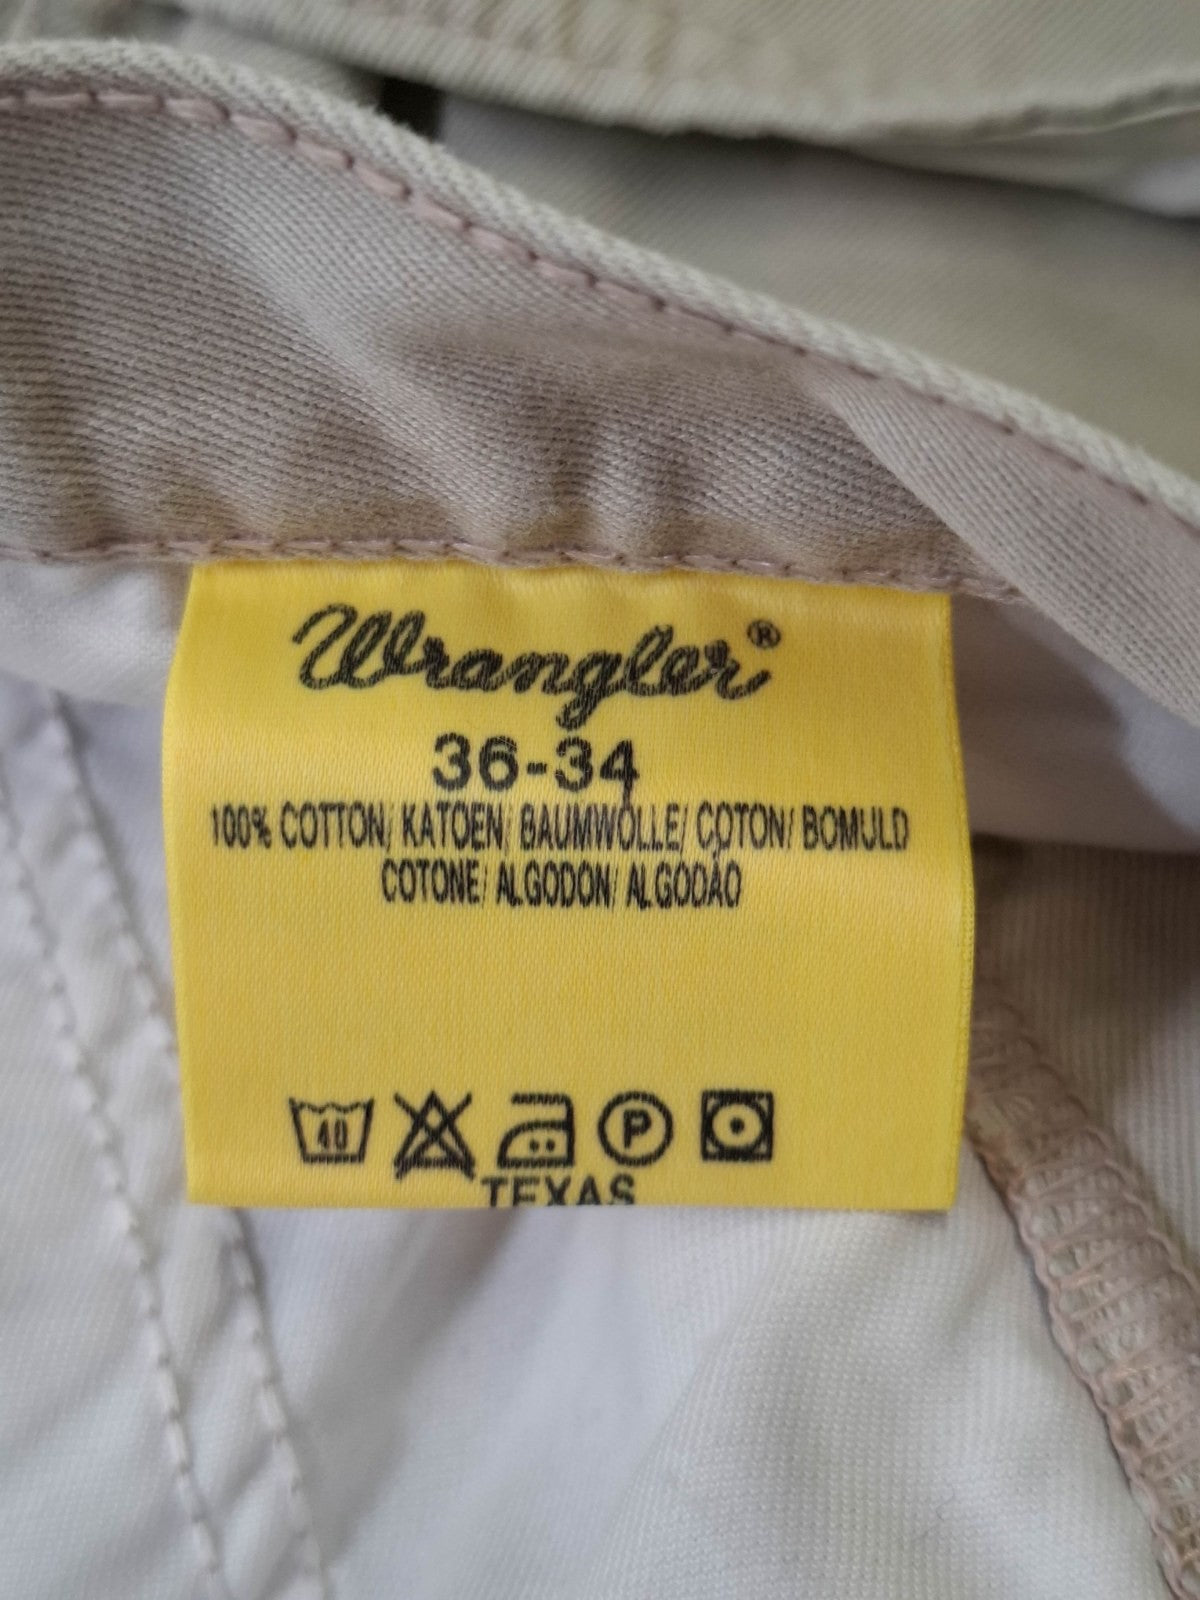 Wrangler®
36-34
100% COTTON/ KATOEN/ BAUMWOLLE/ COTON/ BOMULD
COTONE/ ALGODON/ ALGODÃO
40 P
TEXAS